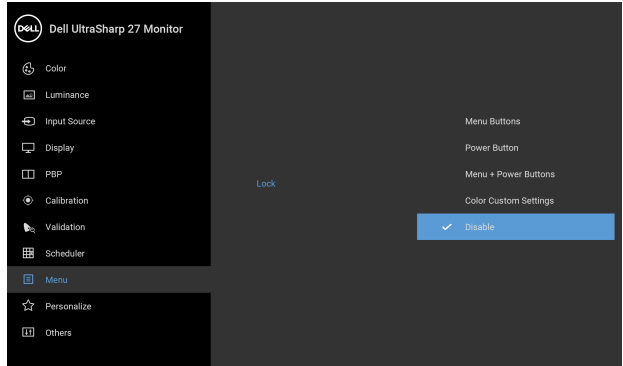 DELL
Dell UltraSharp 27 Monitor
Color
Luminance
Input Source
Display
PBP
Calibration
Validation
Scheduler
Menu
Personalize
Others
Lock
Menu Buttons
Power Button
Menu + Power Buttons
Color Custom Settings
Disable